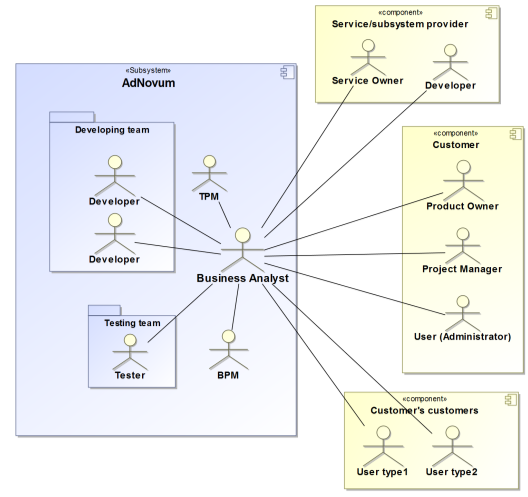 «component»
Service/subsystem provider
Service Owner
Developer
«Subsystem»
AdNovum
Developing team
Developer
Developer
TPM
Business Analyst
Testing team
Tester
BPM
«component»
Customer
Product Owner
Project Manager
User (Administrator)
«component»
Customer's customers
User type1
User type2